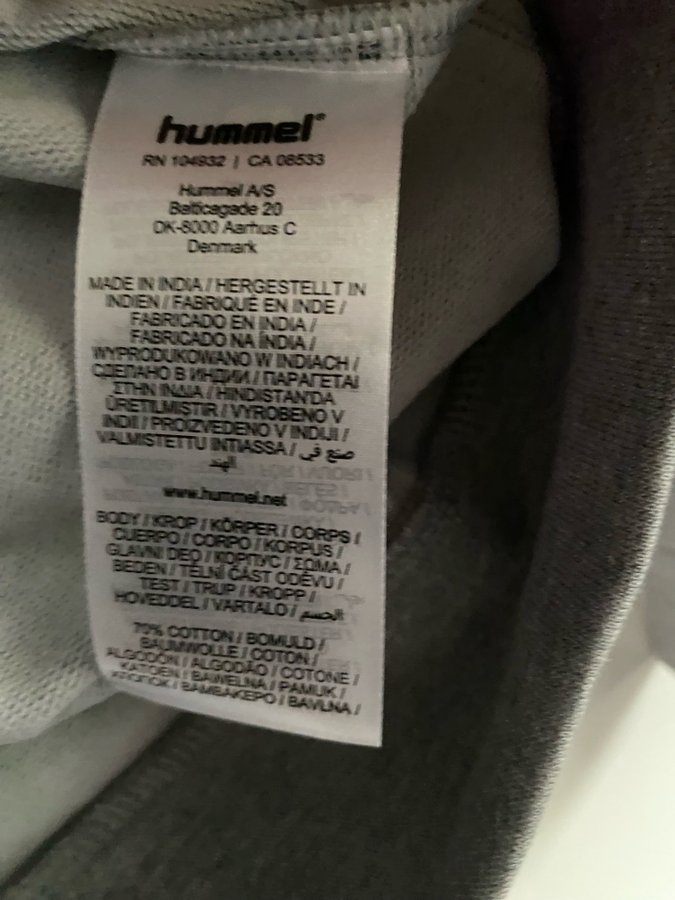 hummel®
RN 104932 | CA 08533
Hummel A/S
Balticagade 20
DK-8000 Aarhus C
Denmark
MADE IN INDIA / HERGESTELLT IN
INDIEN / FABRIQUÉ EN INDE /
FABRICADO EN INDIA /
FABRICADO NA ÍNDIA /
WYPRODUKOWANO W INDIACH /
СДЕЛАНО В ИНДИИ / ΠΑΡΑΓΕΤΑΙ
ΣΤΗΝ ΙΝΔΙΑ / HINDISTAN'DA
ÜRETILMIŞTIR / VYROBENO V
INDII / PROIZVEDENO V INDIJI /
VALMISTETTU INTIASSA / صنع في
الهند
www.hummel.net
BODY / KROP / KÖRPER / CORPS /
CUERPO / CORPO / KORPUS /
GLAVNI DEO / КОРПУС / ΣΩΜΑ /
BEDEN / TĚLNÍ ČÁST ODĚVU /
TEST / TRUP / KROPP /
HOVEDDEL / VARTALO / الجسم
70% COTTON / BOMULD /
BAUMWOLLE / COTON /
ALGODÓN / ALGODÃO / COTONE /
KATOEN / BAWEŁNA / PAMUK /
ХЛОПОК / ΒΑΜΒΑΚΕΡΟ / BAVLNA /